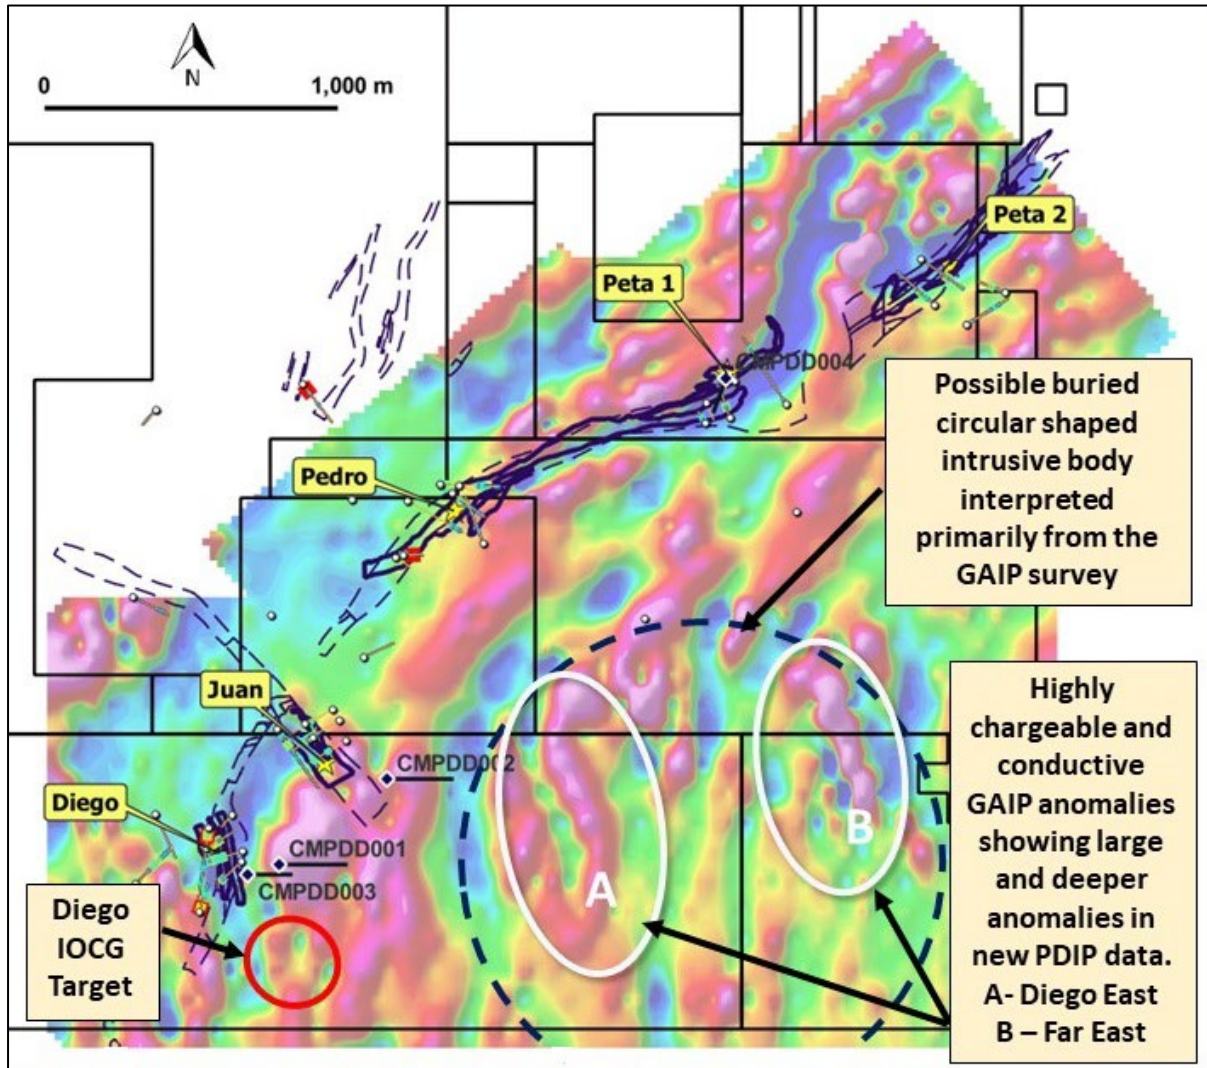 N
0 1,000 m
Peta 2
Peta 1
CMPDD004
Possible buried
circular shaped
intrusive body
interpreted
primarily from the
GAIP survey
Pedro
Juan
CMPDD002
Diego
CMPDD001
CMPDD003
A
B
Diego
IOCG
Target
Highly
chargeable and
conductive
GAIP anomalies
showing large
and deeper
anomalies in
new PDIP data.
A- Diego East
B – Far East